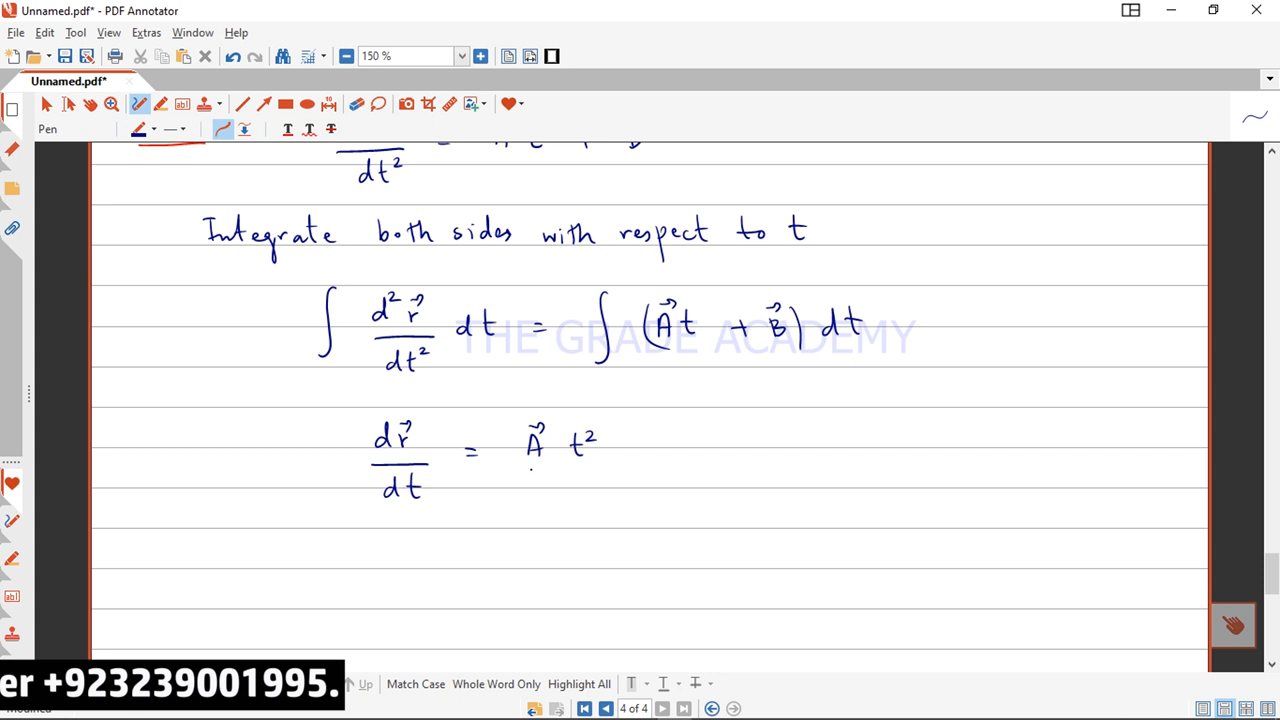 Unnamed.pdf* - PDF Annotator
File Edit Tool View Extras Window Help
150 %
Unnamed.pdf*
Pen
dt²
Integrate both sides with respect to t
∫ d²r⃗/dt² dt = ∫ (A⃗t + B⃗) dt
THE GRADE ACADEMY
dr⃗/dt = A⃗ t²
er +923239001995.
Up Match Case Whole Word Only Highlight All
4 of 4